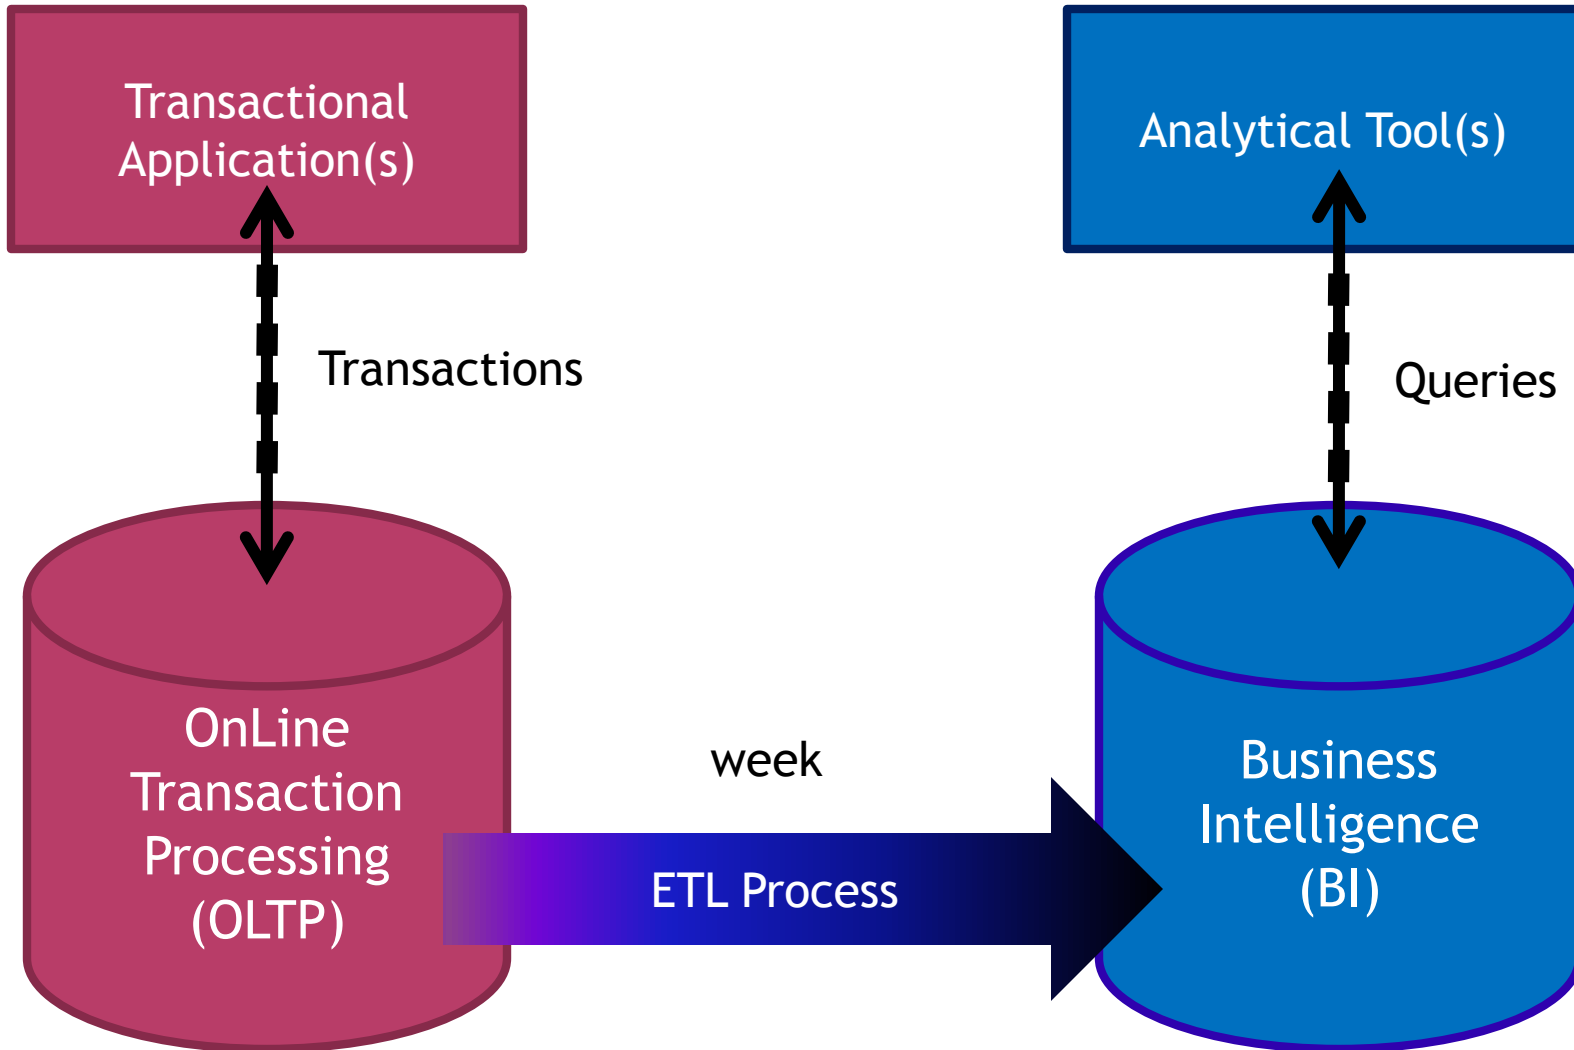 Transactional
Application(s)
Analytical Tool(s)
Transactions
Queries
OnLine
Transaction
Processing
(OLTP)
week
ETL Process
Business
Intelligence
(BI)